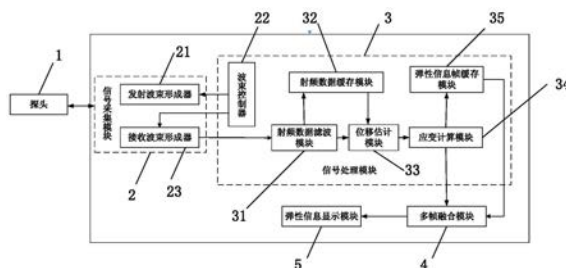 1
21
22
32
3
35
34
探头
信号采集模块
发射波束形成器
波束控制器
射频数据缓存模块
弹性信息帧缓存
模块
接收波束形成器
射频数据滤波
模块
位移估计模
块
应变计算模块
信号处理模块
2
23
31
33
弹性信息显示模块
多帧融合模块
5
4